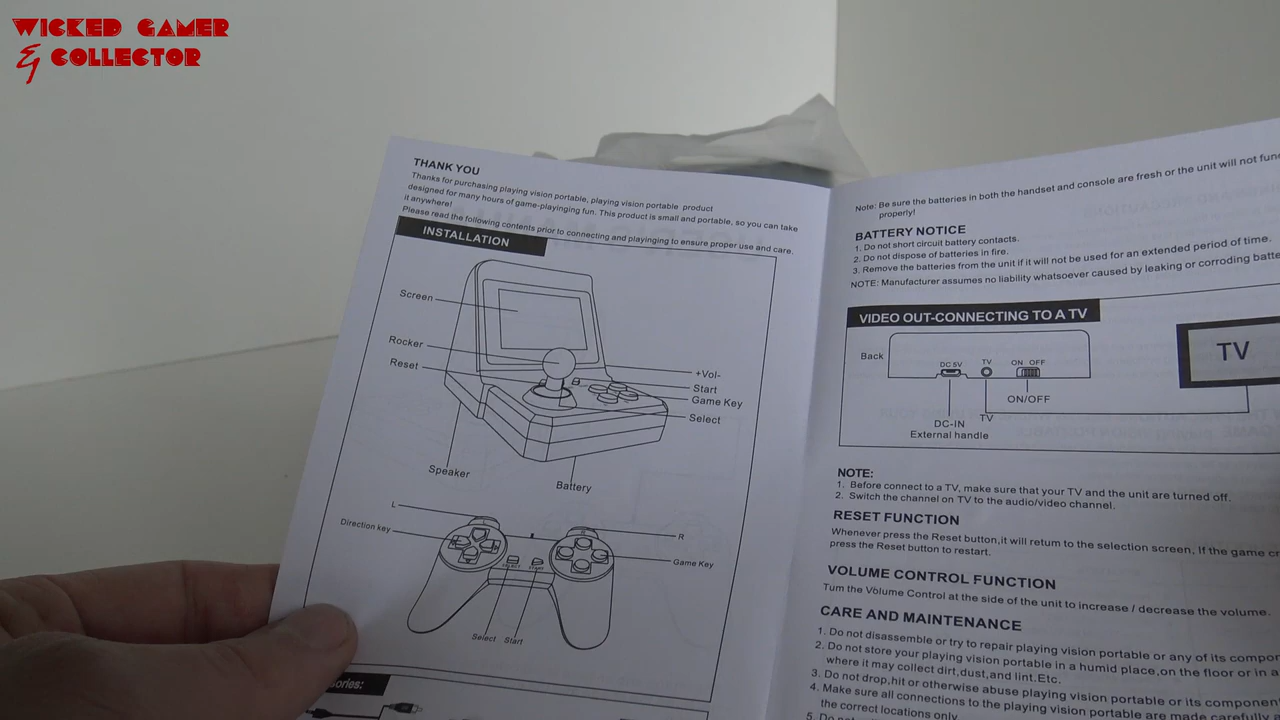 WICKED GAMER
& COLLECTOR
THANK YOU
Thanks for purchasing playing vision portable, playing vision portable product
designed for many hours of game-playinging fun. This product is small and portable, so you can take
it anywhere!
Please read the following contents prior to connecting and playinging to ensure proper use and care.
INSTALLATION
Screen
Rocker
Reset
+Vol-
Start
Game Key
Select
Speaker
Battery
L
R
Direction key
Game Key
SELECT START
Select Start
ories:
Note: Be sure the batteries in both the handset and console are fresh or the unit will not
properly!
BATTERY NOTICE
1. Do not short circuit battery contacts.
2. Do not dispose of batteries in fire.
3. Remove the batteries from the unit if it will not be used for an extended period of time.
NOTE: Manufacturer assumes no liability whatsoever caused by leaking or corroding
VIDEO OUT-CONNECTING TO A TV
Back
DC 5V TV ON OFF
ON/OFF
TV
DC-IN
External handle
TV
NOTE:
1. Before connect to a TV, make sure that your TV and the unit are turned off.
2. Switch the channel on TV to the audio/video channel.
RESET FUNCTION
Whenever press the Reset button,it will return to the selection screen, If the game
press the Reset button to restart.
VOLUME CONTROL FUNCTION
Turn the Volume Control at the side of the unit to increase / decrease the volume.
CARE AND MAINTENANCE
1. Do not disassemble or try to repair playing vision portable or any of its
2. Do not store your playing vision portable in a humid place,on the floor or in a
where it may collect dirt,dust,and lint.Etc.
3. Do not drop,hit or otherwise abuse playing vision portable or its
4. Make sure all connections to the playing vision portable are made carefully
the correct locations only
5. Do not